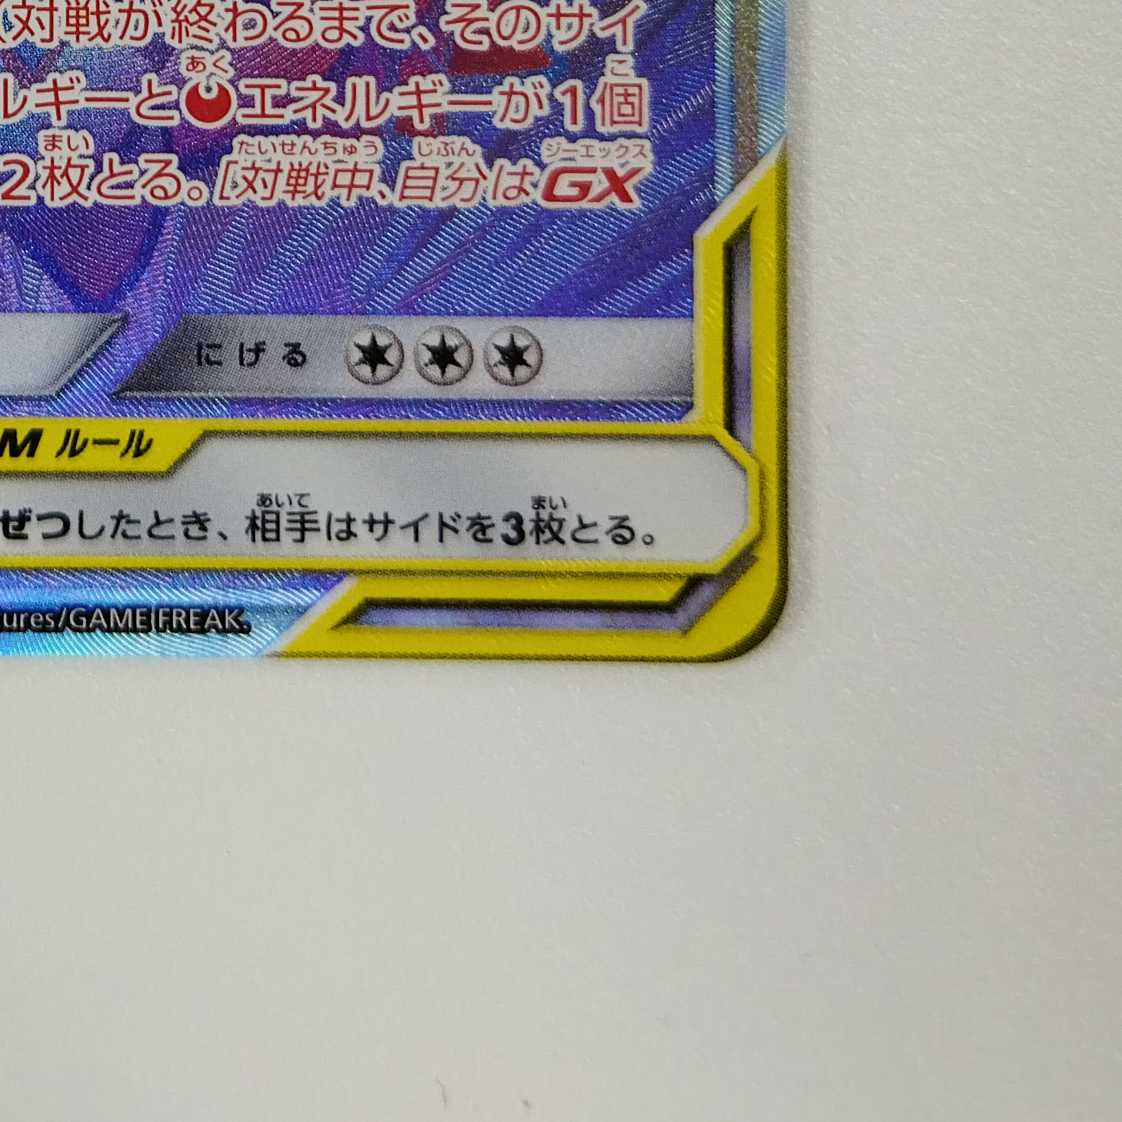 対戦が終わるまで、そのサイ
あく こ
ルギーとエネルギーが1個
まい たいせんちゅう じぶん ジーエックス
2枚とる。[対戦中、自分はGX
にげる
M ルール
あいて まい
ぜつしたとき、相手はサイドを3枚とる。
ures/GAME FREAK.